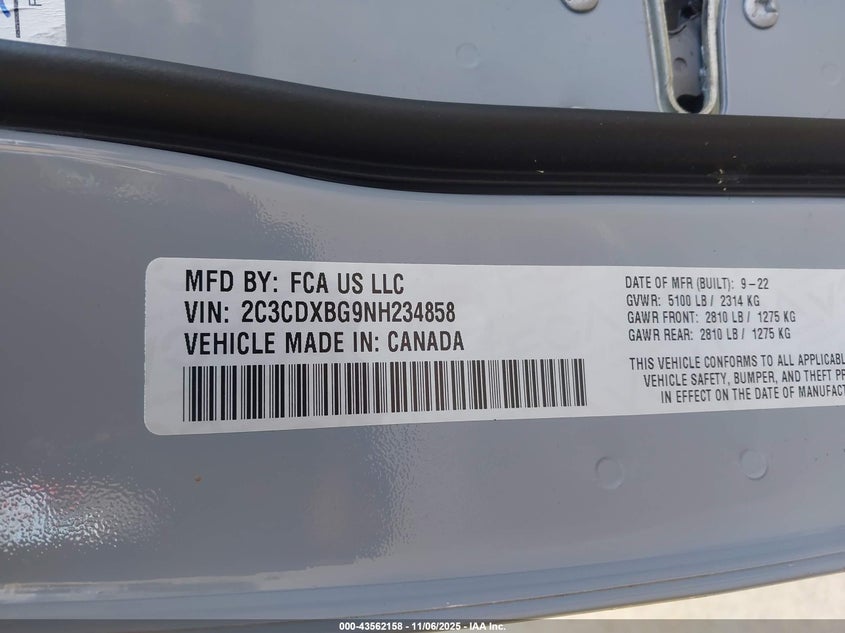 MFD BY: FCA US LLC
VIN: 2C3CDXBG9NH234858
VEHICLE MADE IN: CANADA
DATE OF MFR (BUILT): 9-22
GVWR: 5100 LB / 2314 KG
GAWR FRONT: 2810 LB / 1275 KG
GAWR REAR: 2810 LB / 1275 KG
THIS VEHICLE CONFORMS TO ALL
VEHICLE SAFETY, BUMPER, AND THEFT
IN EFFECT ON THE DATE OF
000-43562158 - 11/06/2025 - IAA Inc.